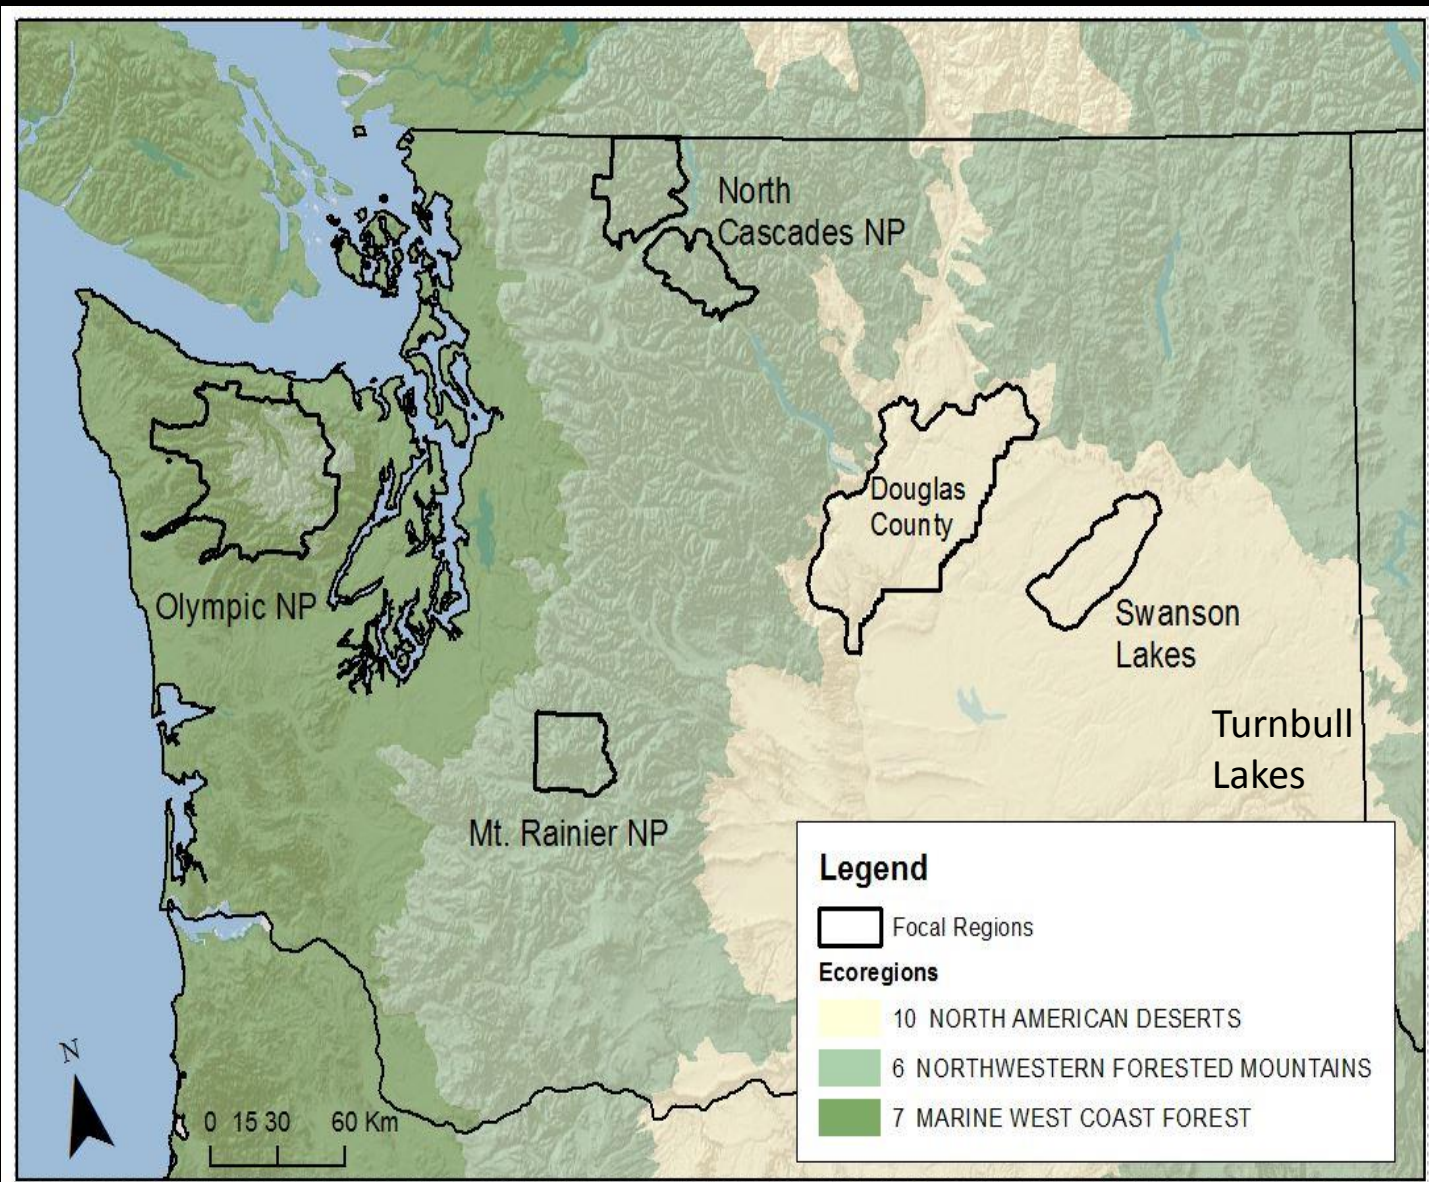 North
Cascades NP
Douglas
County
Olympic NP
Swanson
Lakes
Turnbull
Lakes
Mt. Rainier NP
Legend
Focal Regions
Ecoregions
10 NORTH AMERICAN DESERTS
6 NORTHWESTERN FORESTED MOUNTAINS
7 MARINE WEST COAST FOREST
N
0 15 30 60 Km